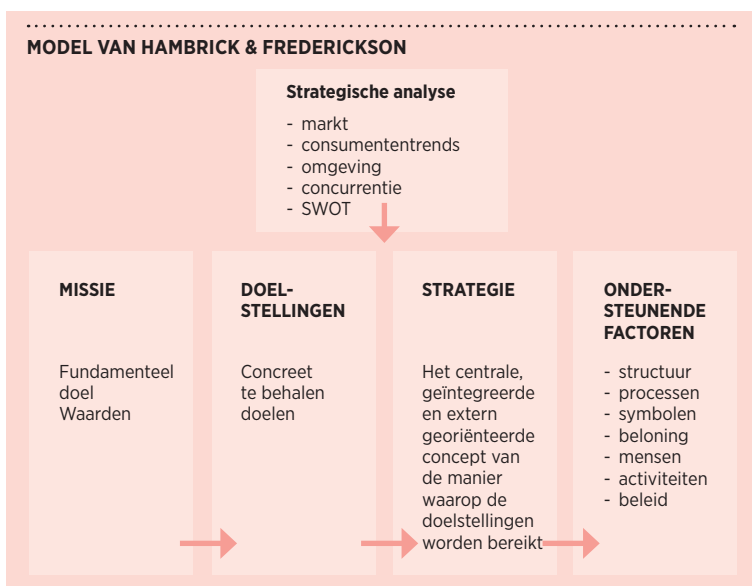 MODEL VAN HAMBRICK & FREDERICKSON
Strategische analyse
- markt
- consumententrends
- omgeving
- concurrentie
- SWOT
MISSIE
Fundamenteel
doel
Waarden
DOEL-
STELLINGEN
Concreet
te behalen
doelen
STRATEGIE
Het centrale,
geïntegreerde
en extern
georiënteerde
concept van
de manier
waarop de
doelstellingen
worden bereikt
ONDER-
STEUNENDE
FACTOREN
- structuur
- processen
- symbolen
- beloning
- mensen
- activiteiten
- beleid